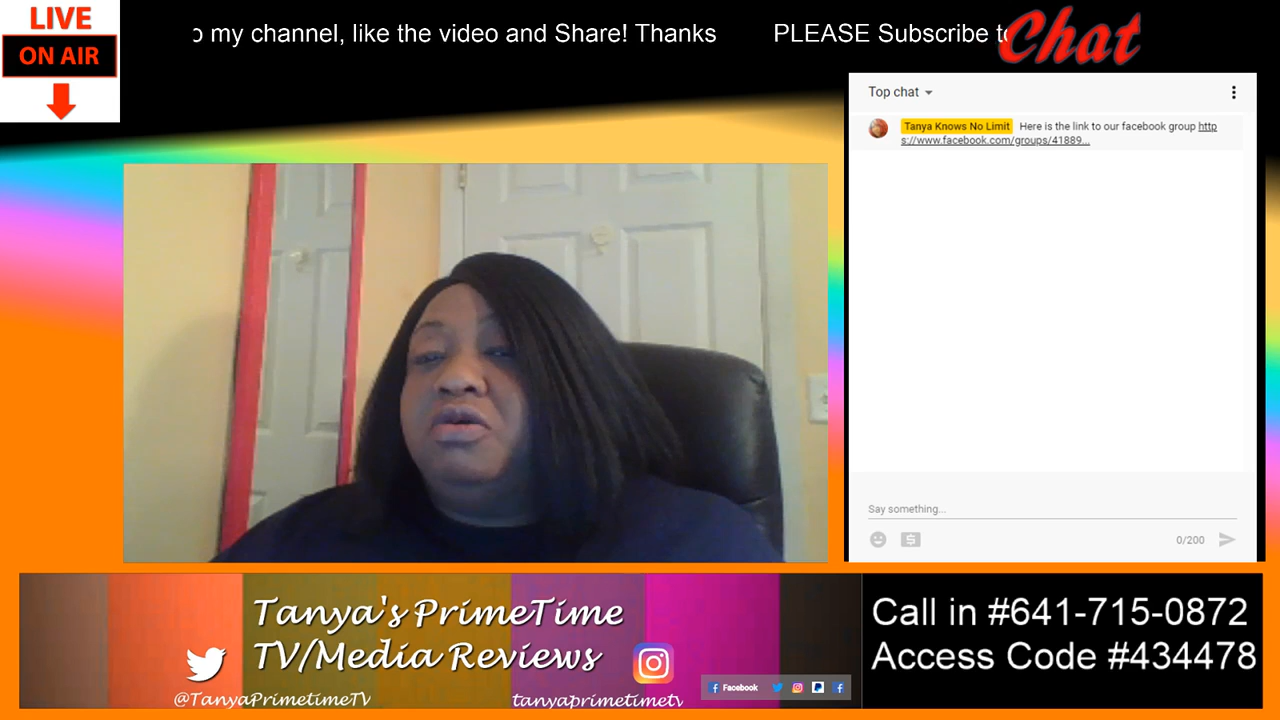 LIVE
ON AIR
o my channel, like the video and Share! Thanks
PLEASE Subscribe to
Chat
Top chat
Tanya Knows No Limit Here is the link to our facebook group http
s://www.facebook.com/groups/41889...
Say something...
0/200
Tanya's PrimeTime
TV/Media Reviews
@TanyaPrimetimeTV
tanyaprimetimetv
Facebook
Call in #641-715-0872
Access Code #434478